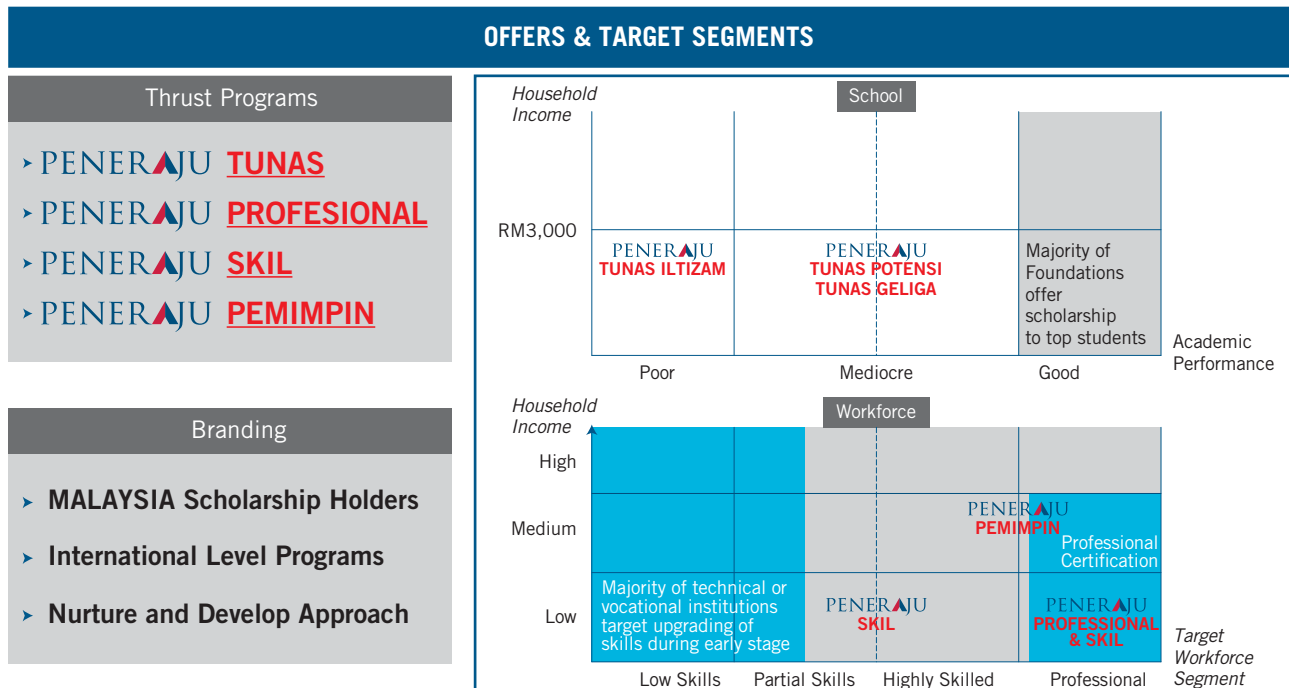 OFFERS & TARGET SEGMENTS
Thrust Programs
PENERAJU TUNAS
PENERAJU PROFESIONAL
PENERAJU SKIL
PENERAJU PEMIMPIN
Branding
MALAYSIA Scholarship Holders
International Level Programs
Nurture and Develop Approach
Household
Income
School
RM3,000
PENERAJU
TUNAS ILTIZAM
PENERAJU
TUNAS POTENSI
TUNAS GELIGA
Majority of
Foundations
offer
scholarship
to top students
Academic
Performance
Poor
Mediocre
Good
Household
Income
Workforce
High
Medium
Low
PENERAJU
PEMIMPIN
Professional
Certification
Majority of technical or
vocational institutions
target upgrading of
skills during early stage
PENERAJU
SKIL
PENERAJU
PROFESSIONAL
& SKIL
Target
Workforce
Segment
Low Skills
Partial Skills
Highly Skilled
Professional